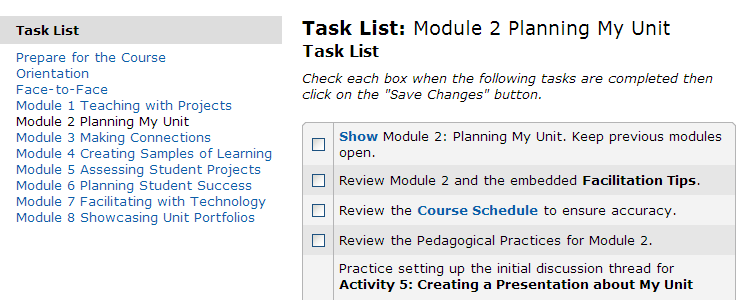 Task List
Prepare for the Course
Orientation
Face-to-Face
Module 1 Teaching with Projects
Module 2 Planning My Unit
Module 3 Making Connections
Module 4 Creating Samples of Learning
Module 5 Assessing Student Projects
Module 6 Planning Student Success
Module 7 Facilitating with Technology
Module 8 Showcasing Unit Portfolios
Task List: Module 2 Planning My Unit
Task List
Check each box when the following tasks are completed then
click on the "Save Changes" button.
Show Module 2: Planning My Unit. Keep previous modules
open.
Review Module 2 and the embedded Facilitation Tips.
Review the Course Schedule to ensure accuracy.
Review the Pedagogical Practices for Module 2.
Practice setting up the initial discussion thread for
Activity 5: Creating a Presentation about My Unit